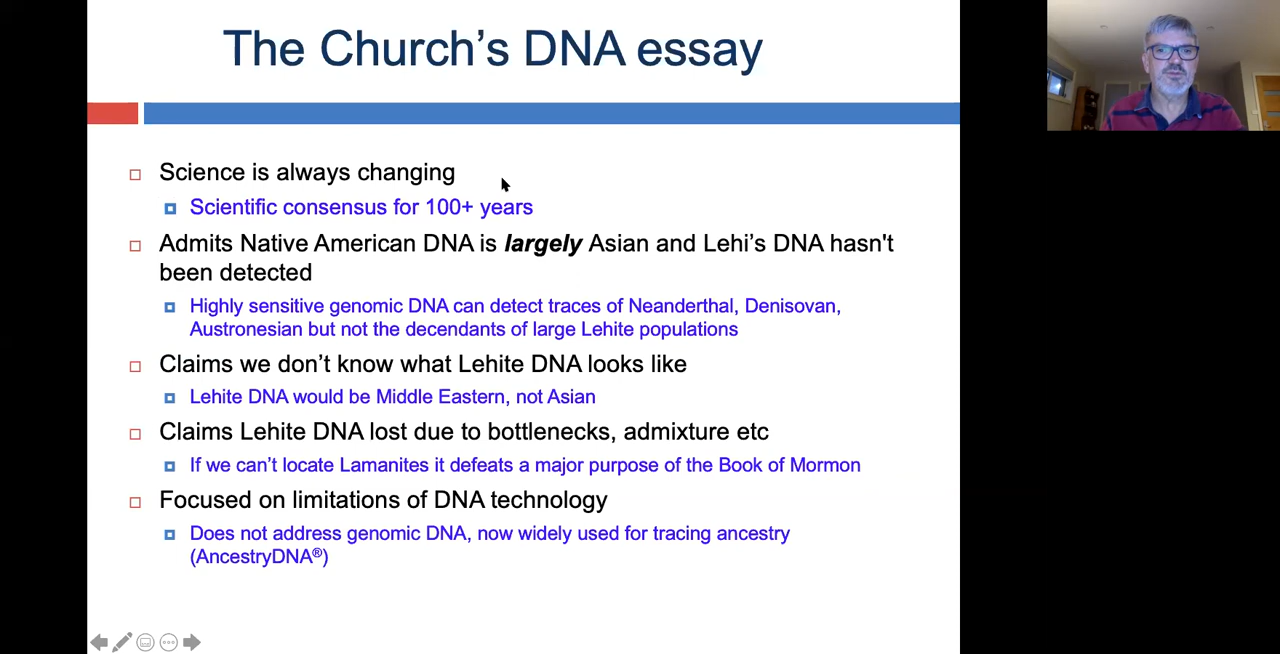 The Church’s DNA essay
Science is always changing
Scientific consensus for 100+ years
Admits Native American DNA is largely Asian and Lehi’s DNA hasn't
been detected
Highly sensitive genomic DNA can detect traces of Neanderthal, Denisovan,
Austronesian but not the decendants of large Lehite populations
Claims we don’t know what Lehite DNA looks like
Lehite DNA would be Middle Eastern, not Asian
Claims Lehite DNA lost due to bottlenecks, admixture etc
If we can’t locate Lamanites it defeats a major purpose of the Book of Mormon
Focused on limitations of DNA technology
Does not address genomic DNA, now widely used for tracing ancestry
(AncestryDNA®)